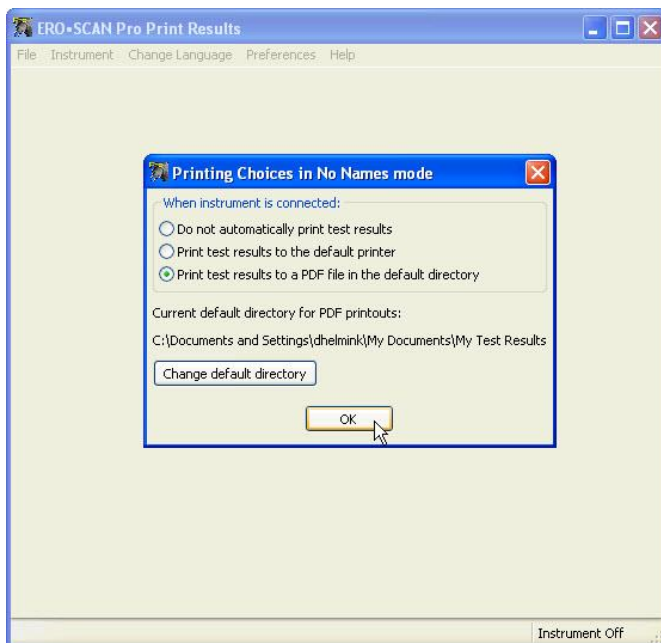 ERO•SCAN Pro Print Results
File Instrument Change Language Preferences Help
Printing Choices in No Names mode
When instrument is connected:
Do not automatically print test results
Print test results to the default printer
Print test results to a PDF file in the default directory
Current default directory for PDF printouts:
C:\Documents and Settings\dhelmink\My Documents\My Test Results
Change default directory
OK
Instrument Off